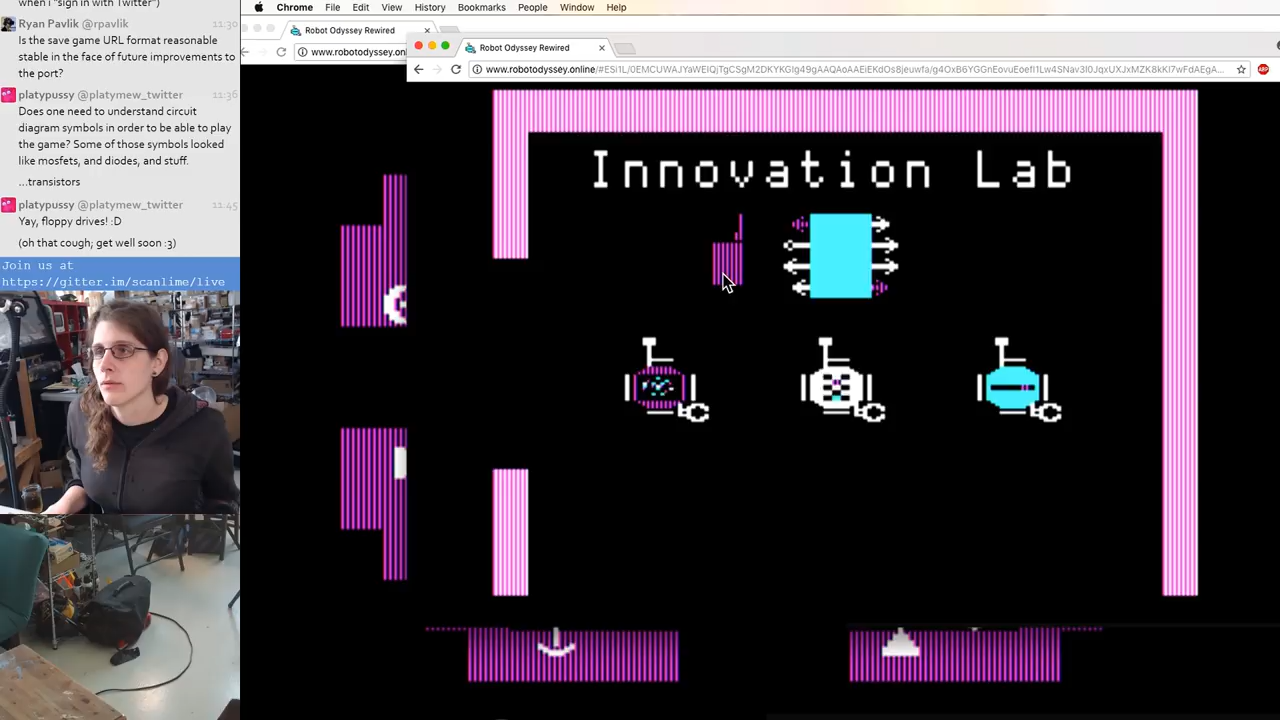 when i "sign in with Twitter")
Ryan Pavlik @rpavlik 11:30
Is the save game URL format reasonable
stable in the face of future improvements to
the port?
platypussy @platymew_twitter 11:36
Does one need to understand circuit
diagram symbols in order to be able to play
the game? Some of those symbols looked
like mosfets, and diodes, and stuff.
...transistors
platypussy @platymew_twitter 11:45
Yay, floppy drives! :D
(oh that cough; get well soon :3)
Join us at
https://gitter.im/scanlime/live
Chrome File Edit View History Bookmarks People Window Help
Robot Odyssey Rewired
www.robotodyssey.on
Robot Odyssey Rewired
www.robotodyssey.online/
Innovation Lab